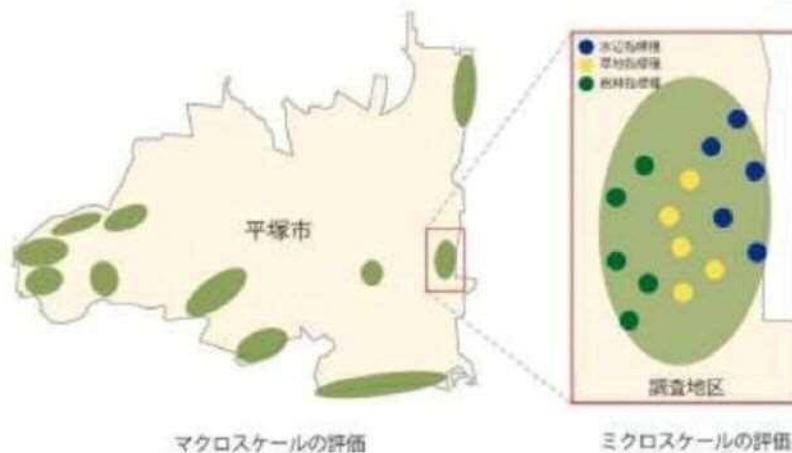 水辺指標種
草地指標種
樹林指標種
平塚市
調査地区
マクロスケールの評価
ミクロスケールの評価